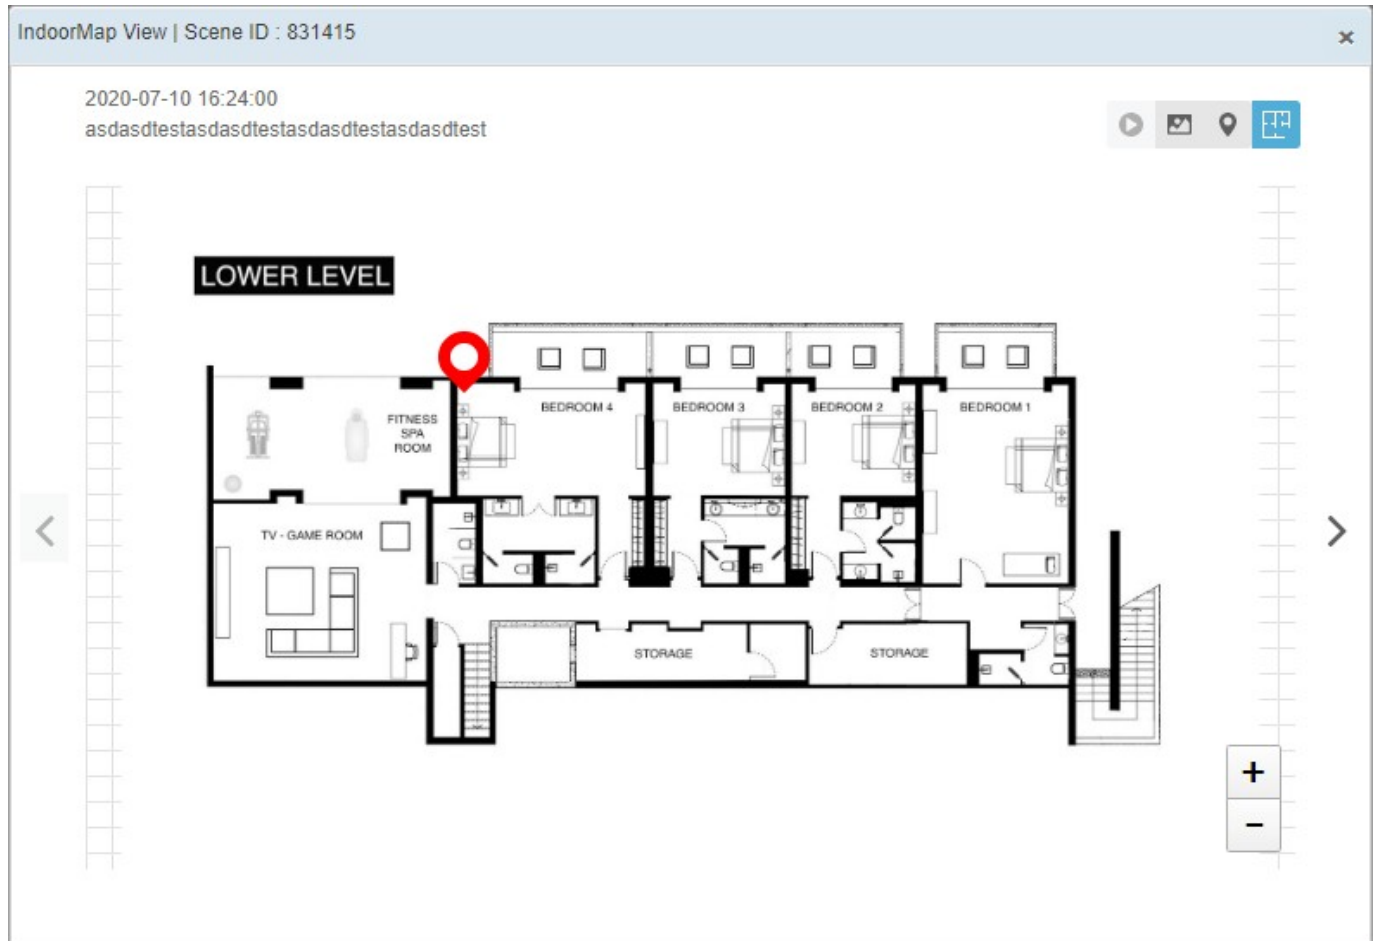 IndoorMap View | Scene ID : 831415
×
2020-07-10 16:24:00
asdasdtestasdasdtestasdasdtestasdasdtest
LOWER LEVEL
BEDROOM 4
BEDROOM 3
BEDROOM 2
BEDROOM 1
FITNESS
SPA
ROOM
TV - GAME ROOM
STORAGE
STORAGE
+
-